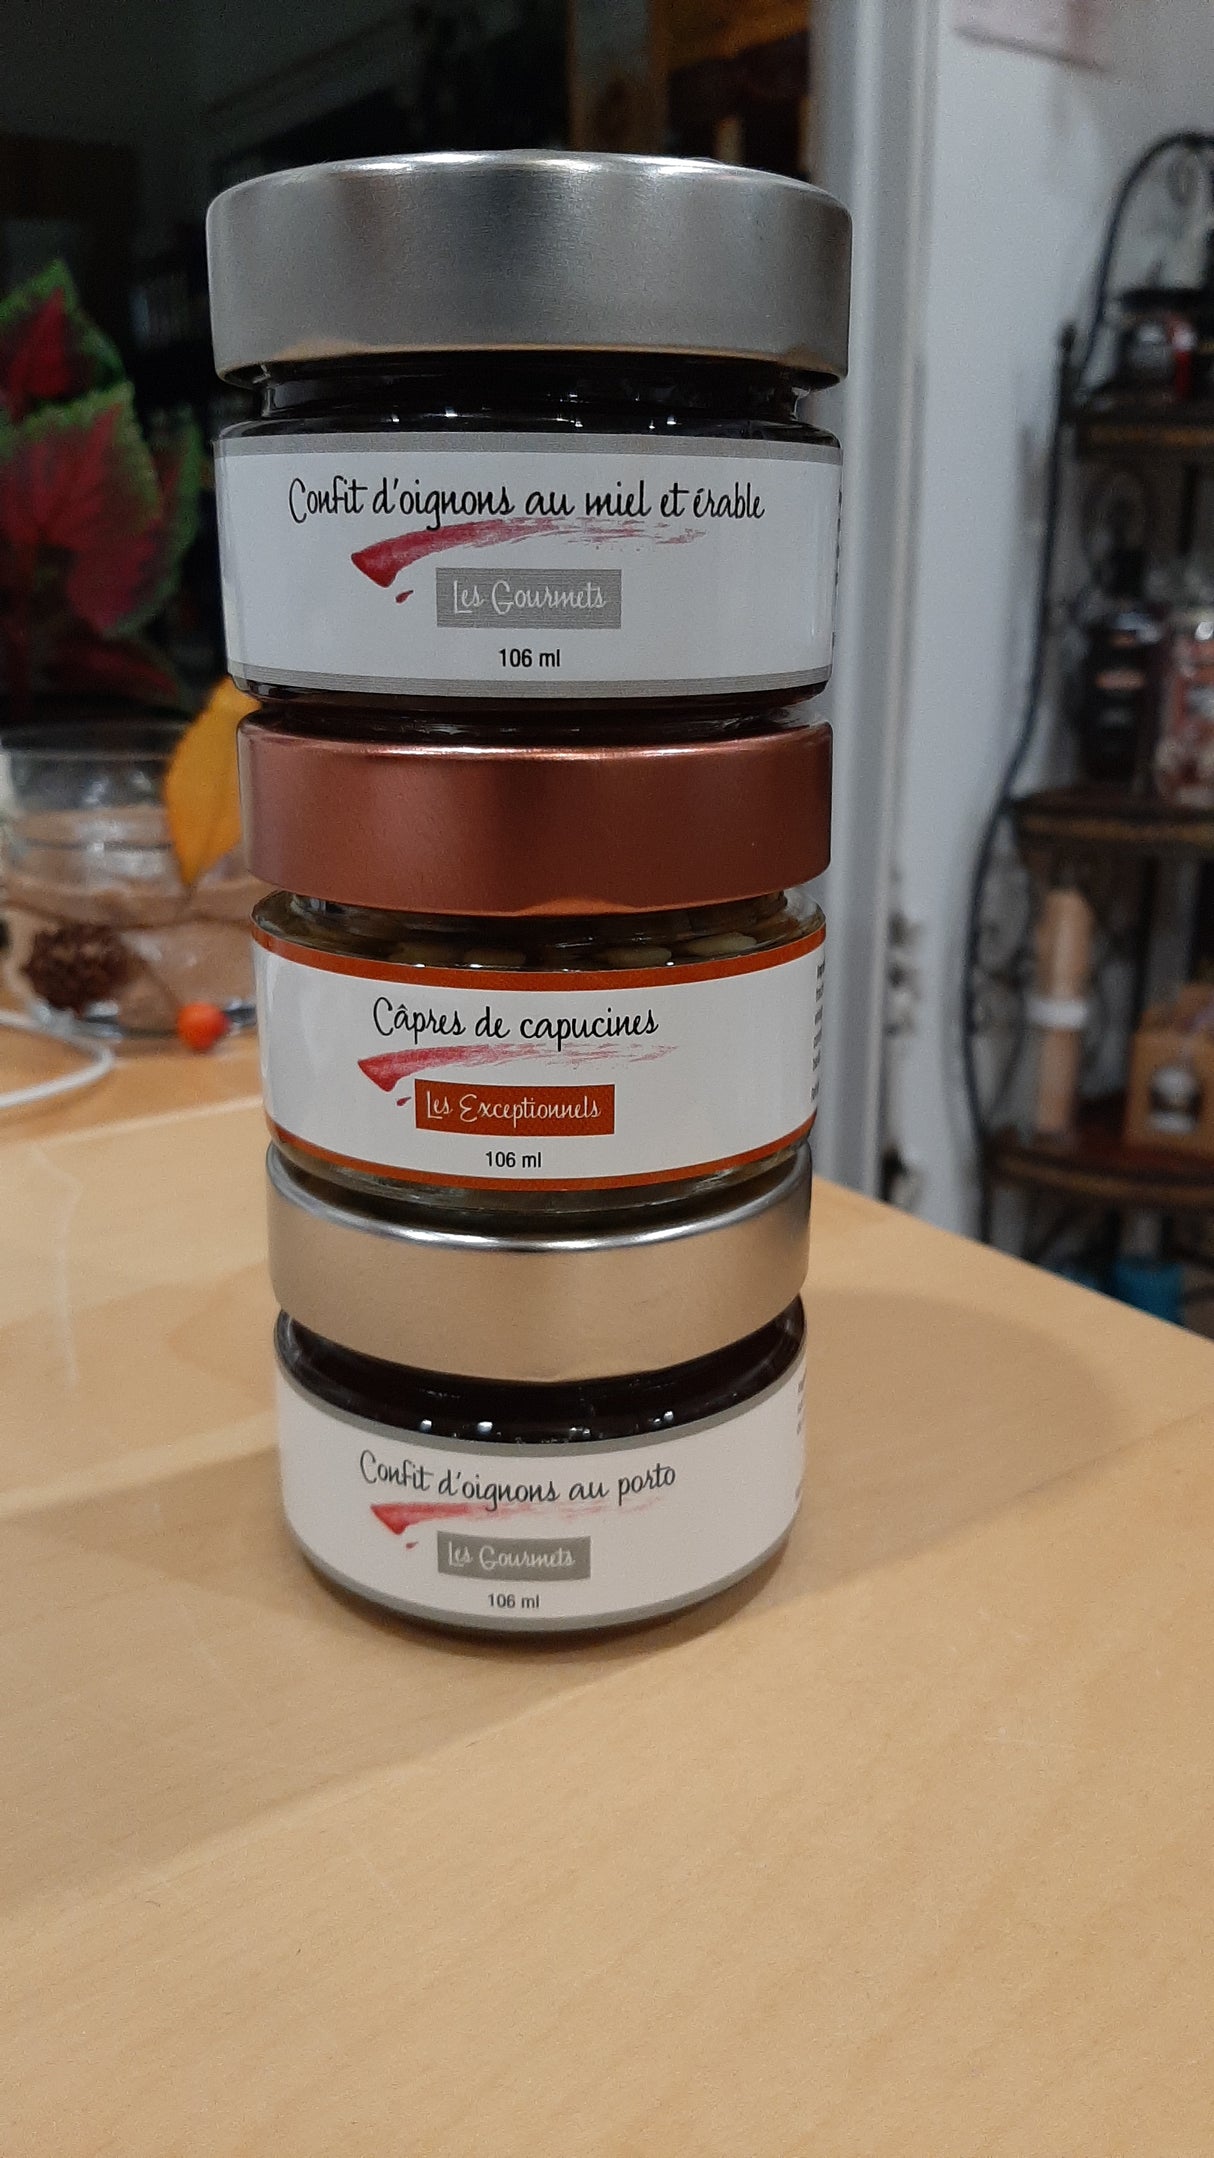 Confit d'oignons au miel et érable
Les Gourmets
106 ml
Câpres de capucines
Les Exceptionnels
106 ml
Confit d'oignons au porto
Les Gourmets
106 ml